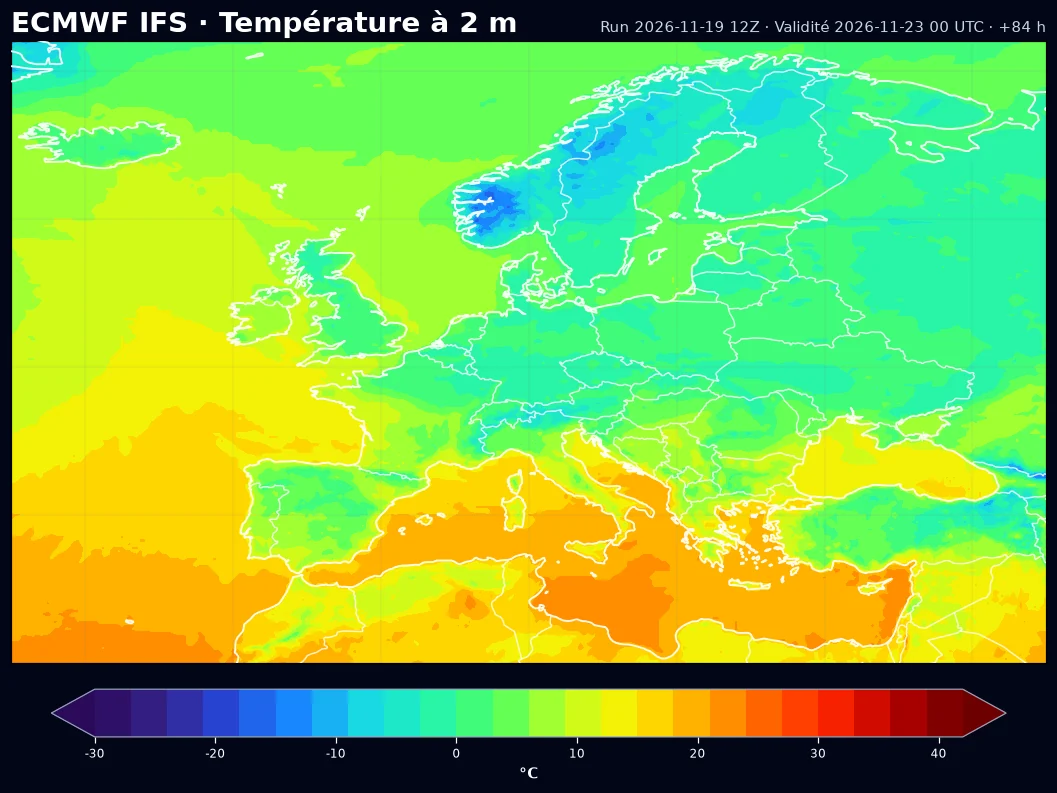 ECMWF IFS · Température à 2 m
Run 2026-11-19 12Z · Validité 2026-11-23 00 UTC · +84 h
-30 -20 -10 0 10 20 30 40
°C